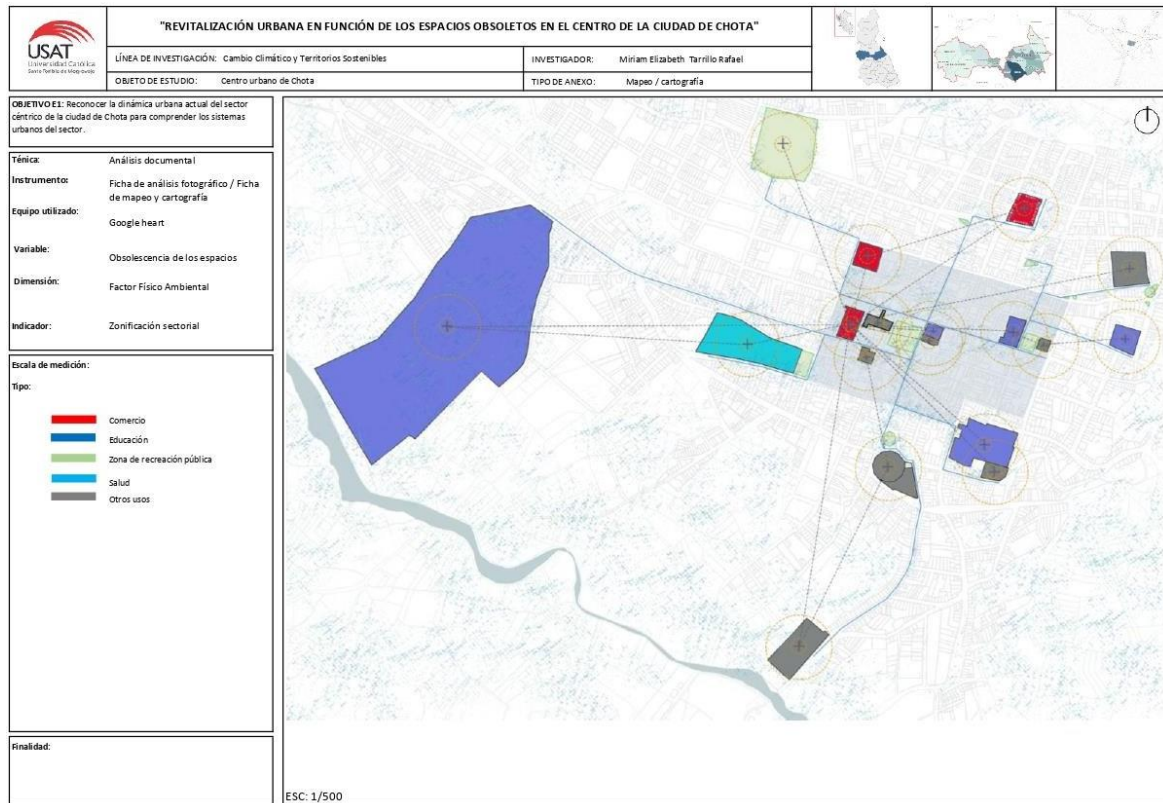 USAT
Universidad Católica
Santo Toribio de Mogrovejo
"REVITALIZACIÓN URBANA EN FUNCIÓN DE LOS ESPACIOS OBSOLETOS EN EL CENTRO DE LA CIUDAD DE CHOTA"
LÍNEA DE INVESTIGACIÓN: Cambio Climático y Territorios Sostenibles
INVESTIGADOR: Miriam Elizabeth Tarrillo Rafael
OBJETO DE ESTUDIO: Centro urbano de Chota
TIPO DE ANEXO: Mapeo / cartografía
OBJETIVO E1: Reconocer la dinámica urbana actual del sector
céntrico de la ciudad de Chota para comprender los sistemas
urbanos del sector.
Ténica: Análisis documental
Instrumento: Ficha de análisis fotográfico / Ficha
de mapeo y cartografía
Equipo utilizado: Google heart
Variable: Obsolescencia de los espacios
Dimensión: Factor Físico Ambiental
Indicador: Zonificación sectorial
Escala de medición:
Tipo:
Comercio
Educación
Zona de recreación pública
Salud
Otros usos
Finalidad:
ESC: 1/500